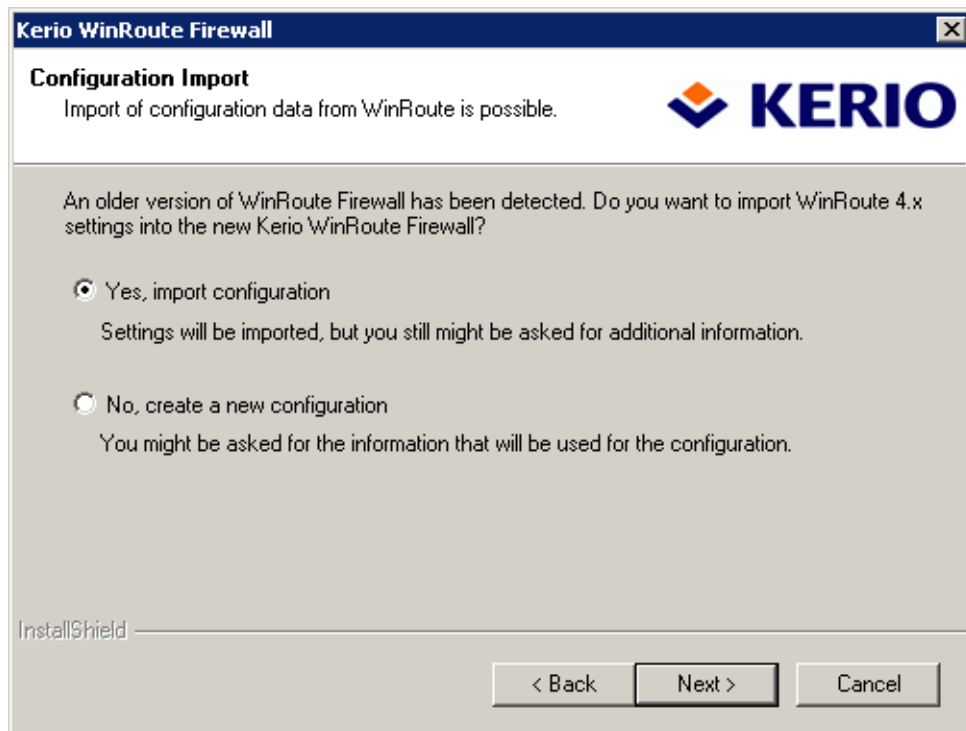 Kerio WinRoute Firewall
Configuration Import
Import of configuration data from WinRoute is possible.
KERIO
An older version of WinRoute Firewall has been detected. Do you want to import WinRoute 4.x
settings into the new Kerio WinRoute Firewall?
Yes, import configuration
Settings will be imported, but you still might be asked for additional information.
No, create a new configuration
You might be asked for the information that will be used for the configuration.
InstallShield
< Back
Next >
Cancel